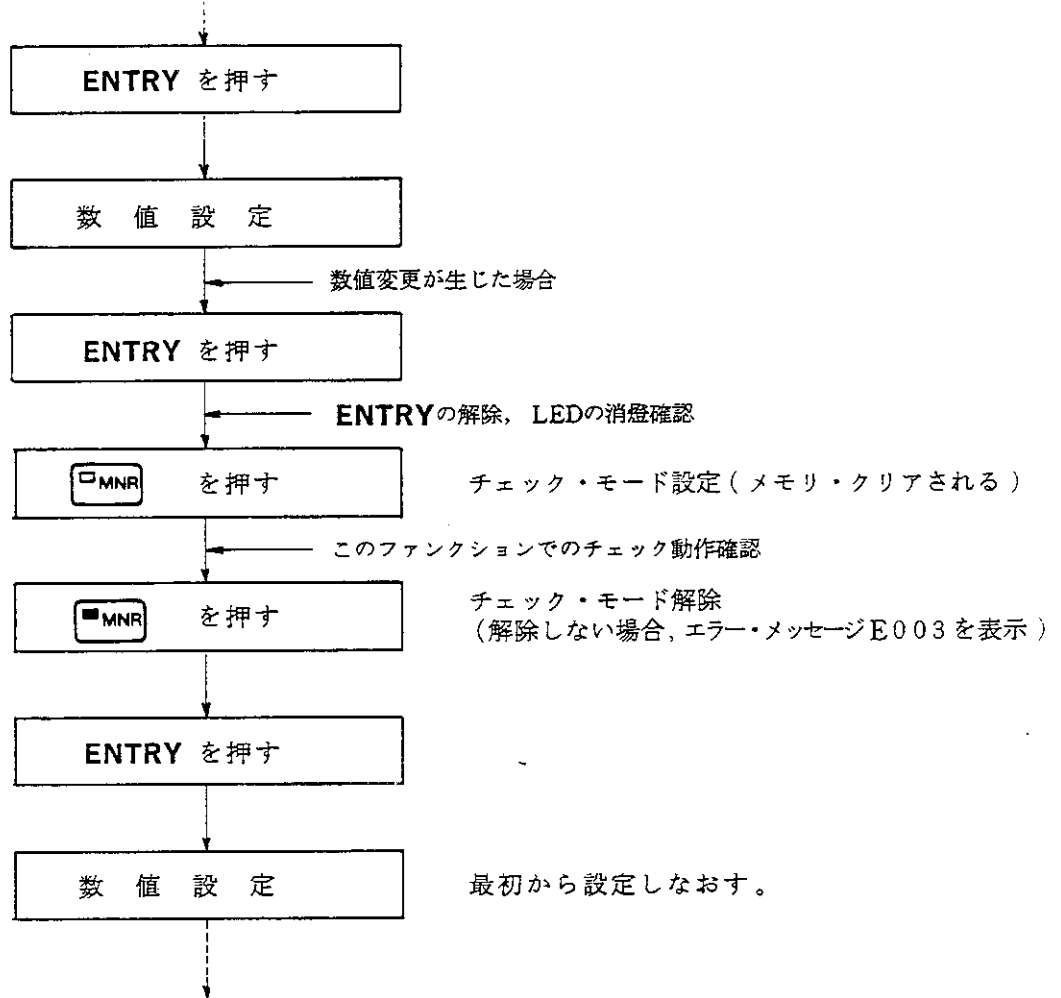 ENTRY を押す
数 値 設 定
数値変更が生じた場合
ENTRY を押す
ENTRYの解除, LEDの消燈確認
MNR を押す チェック・モード設定 ( メモリ・クリアされる )
このファンクションでのチェック動作確認
MNR を押す チェック・モード解除
(解除しない場合, エラー・メッセージE003を表示 )
ENTRY を押す
数 値 設 定 最初から設定しなおす。